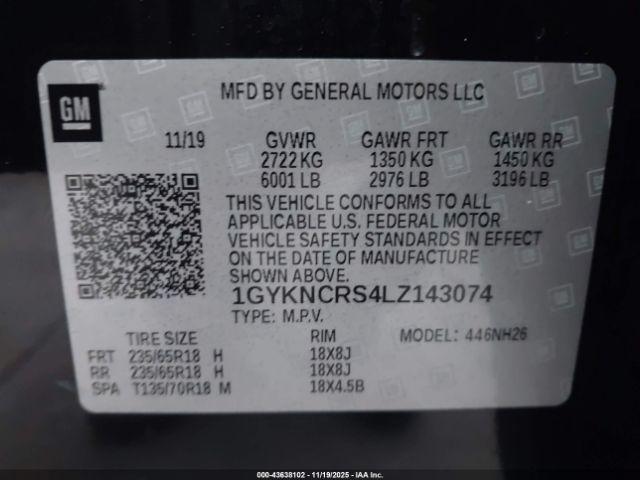 GM
MFD BY GENERAL MOTORS LLC
11/19 GVWR GAWR FRT GAWR RR
2722 KG 1350 KG 1450 KG
6001 LB 2976 LB 3196 LB
THIS VEHICLE CONFORMS TO ALL
APPLICABLE U.S. FEDERAL MOTOR
VEHICLE SAFETY STANDARDS IN EFFECT
ON THE DATE OF MANUFACTURE
SHOWN ABOVE.
1GYKNCRS4LZ143074
TYPE: M.P.V.
TIRE SIZE RIM MODEL: 446NH26
FRT 235/65R18 H 18X8J
RR 235/65R18 H 18X8J
SPA T135/70R18 M 18X4.5B
000-43638102 - 11/19/2025 - IAA, Inc.